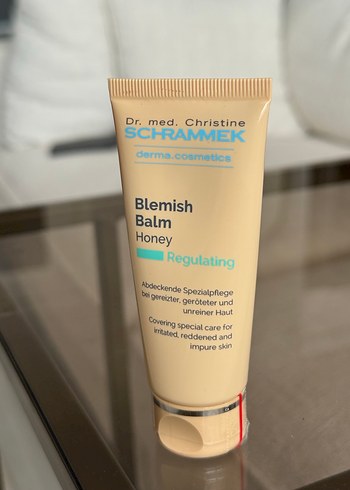 Dr. med. Christine
SCHRAMMEK
derma.cosmetics
Blemish
Balm
Honey
Regulating
Abdeckende Spezialpflege
bei gereizter, geröteter und
unreiner Haut
Covering special care for
irritated, reddened and
impure skin